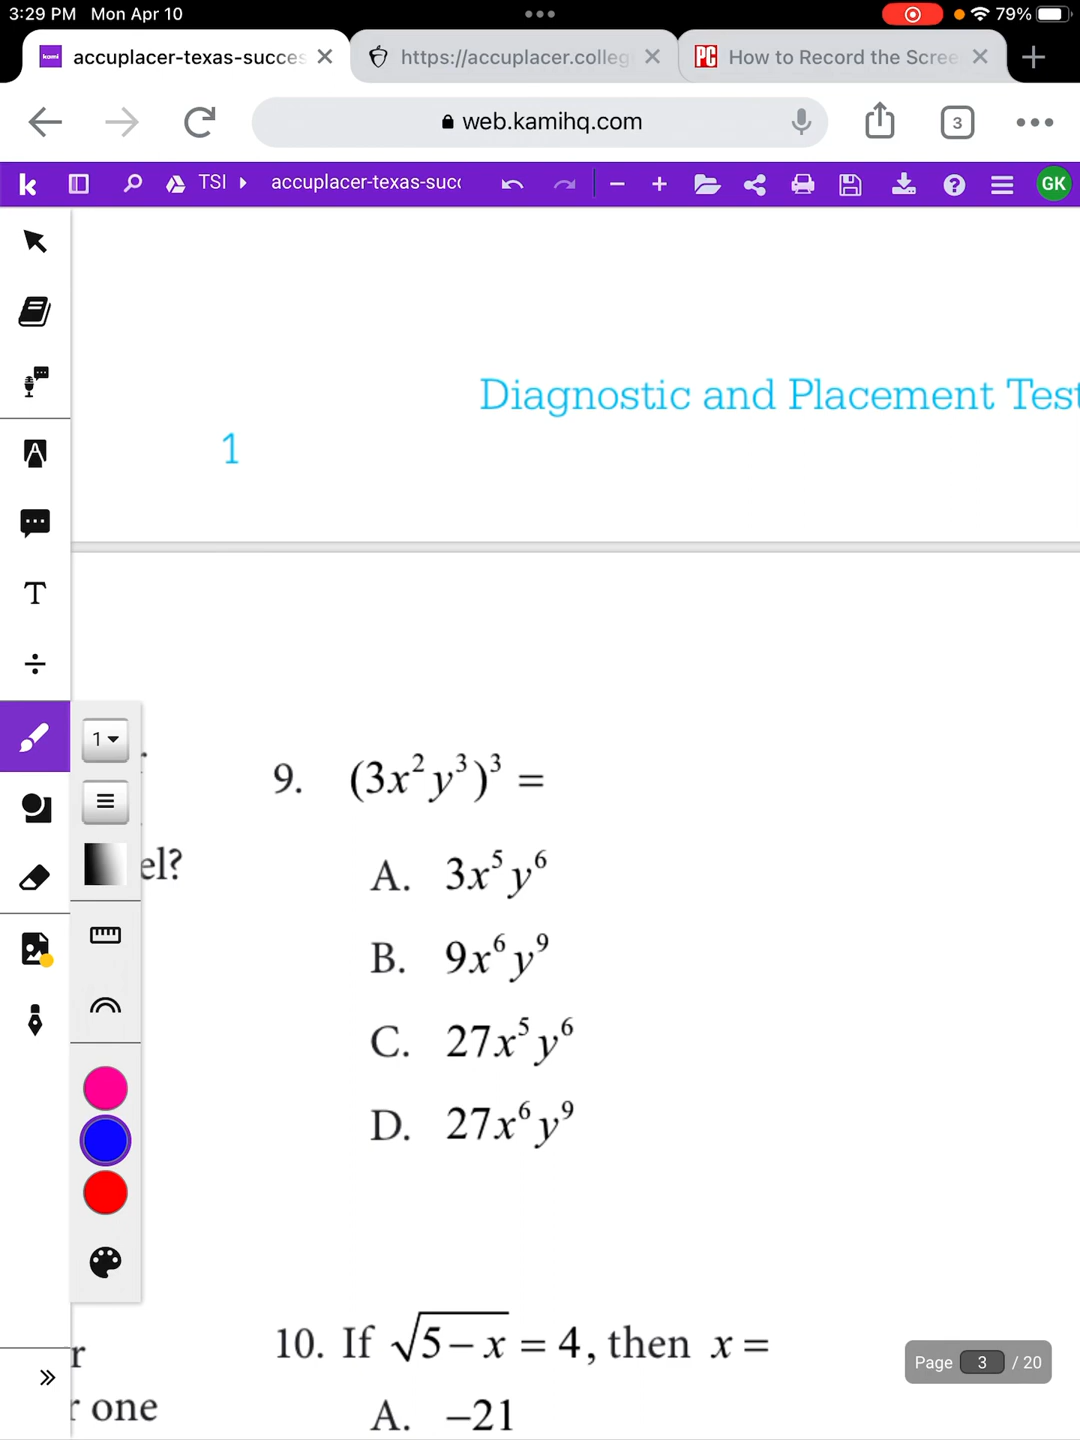 3:29 PM Mon Apr 10
79%
kami accuplacer-texas-succes
https://accuplacer.colleg
PC How to Record the Scree
web.kamihq.com
3
k TSI accuplacer-texas-succ
GK
Diagnostic and Placement Test
1
T
1
el?
9. (3x²y³)³ =
A. 3x⁵y⁶
B. 9x⁶y⁹
C. 27x⁵y⁶
D. 27x⁶y⁹
10. If √(5 – x) = 4, then x =
A. –21
r
r one
Page 3 / 20